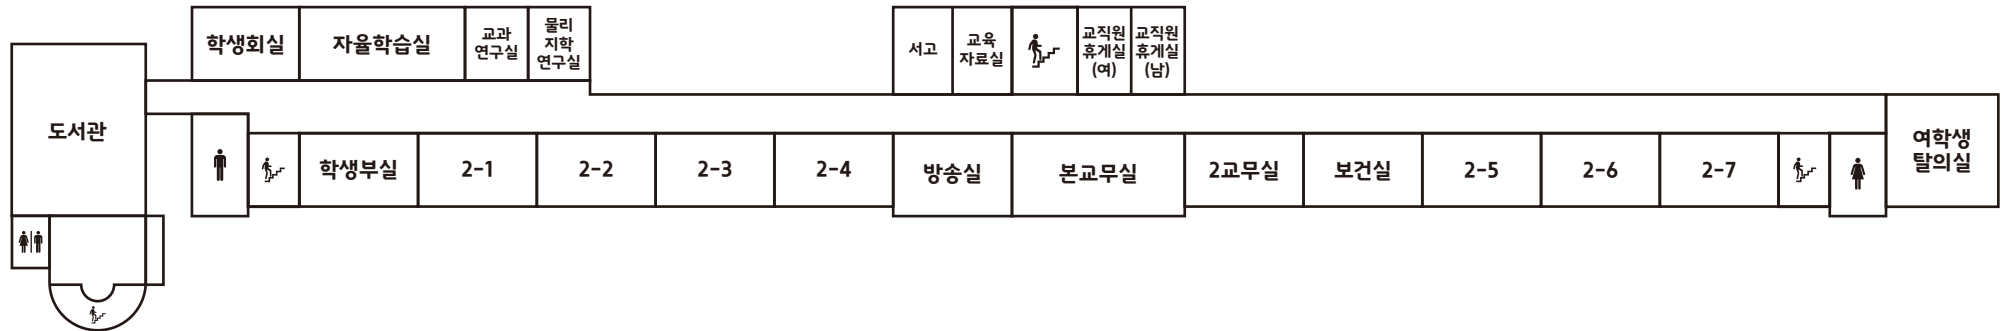 학생회실
자율학습실
교과
연구실
물리
지학
연구실
서고
교육
자료실
교직원
휴게실
(여)
교직원
휴게실
(남)
도서관
학생부실
2-1
2-2
2-3
2-4
방송실
본교무실
2교무실
보건실
2-5
2-6
2-7
여학생
탈의실